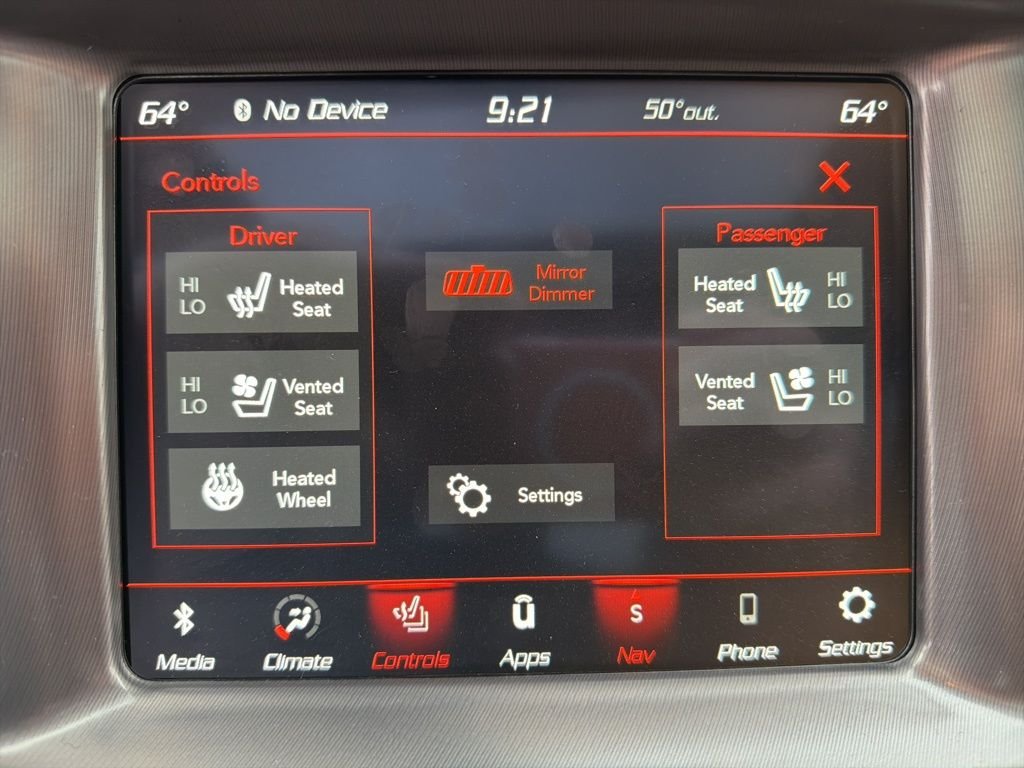 64° No Device 9:21 50°out. 64°
Controls X
Driver
HI
LO
Heated
Seat
HI
LO
Vented
Seat
Heated
Wheel
Mirror
Dimmer
Settings
Passenger
Heated
Seat
HI
LO
Vented
Seat
HI
LO
S
Media Climate Controls Apps Nav Phone Settings